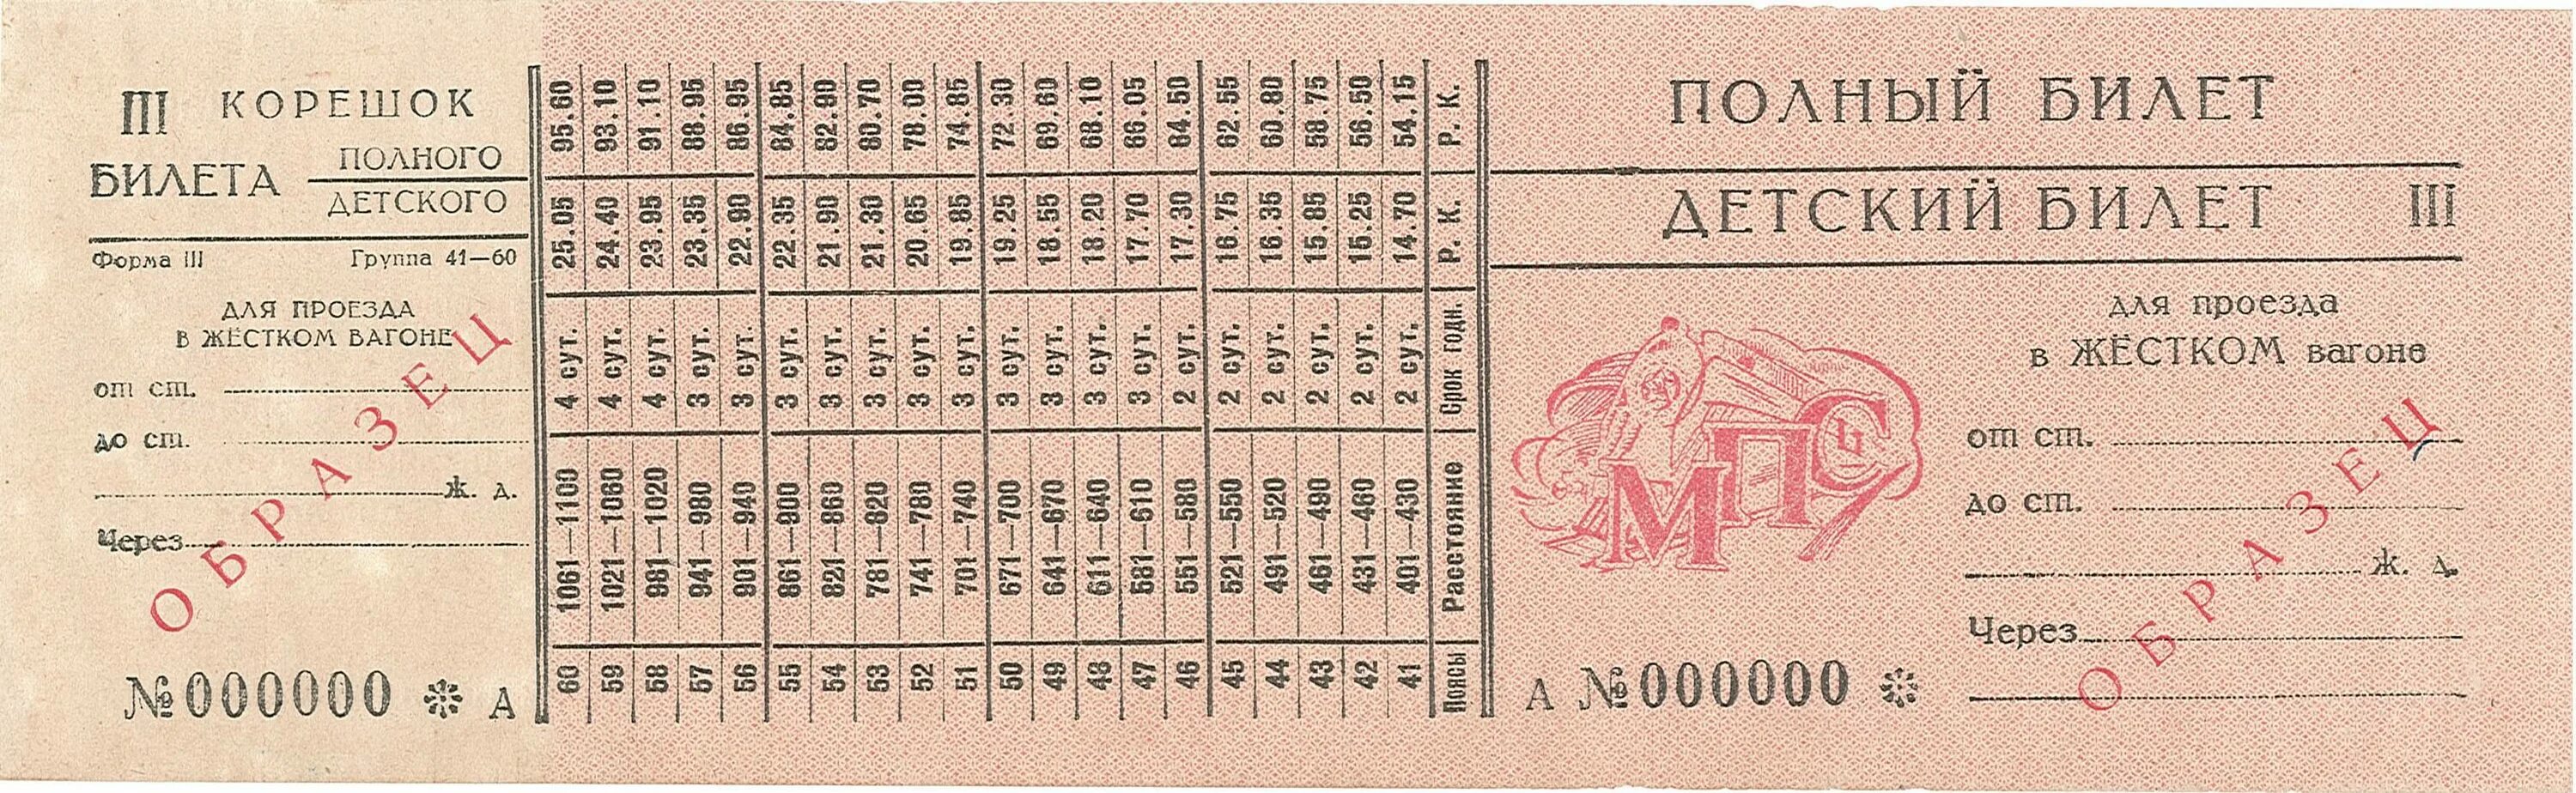 III КОРЕШОК
БИЛЕТА ПОЛНОГО
ДЕТСКОГО
Форма III Группа 41—60
ДЛЯ ПРОЕЗДА
В ЖЁСТКОМ ВАГОНЕ
от ст.
до ст.
Ж. д.
Через
ОБРАЗЕЦ
№000000 * А
60 1061—1100 4 сут. 25.05 95.60
59 1021—1060 4 сут. 24.40 93.10
58 981—1020 4 сут. 23.95 91.10
57 941—980 3 сут. 23.35 88.95
56 901—940 3 сут. 22.90 86.95
55 861—900 3 сут. 22.35 84.85
54 821—860 3 сут. 21.90 82.90
53 781—820 3 сут. 21.30 80.70
52 741—780 3 сут. 20.65 78.00
51 701—740 3 сут. 19.85 74.85
50 671—700 3 сут. 19.25 72.30
49 641—670 3 сут. 18.55 69.60
48 611—640 3 сут. 18.20 68.10
47 581—610 3 сут. 17.70 66.05
46 551—580 2 сут. 17.30 64.50
45 521—550 2 сут. 16.75 62.55
44 491—520 2 сут. 16.35 60.80
43 461—490 2 сут. 15.85 58.75
42 431—460 2 сут. 15.25 56.50
41 401—430 2 сут. 14.70 54.15
Поясы Расстояние Срок годн. Р. К. Р. К.
ПОЛНЫЙ БИЛЕТ
ДЕТСКИЙ БИЛЕТ III
для проезда
в ЖЁСТКОМ вагоне
МПС
от ст.
до ст.
Ж. д.
Через
ОБРАЗЕЦ
А №000000 *